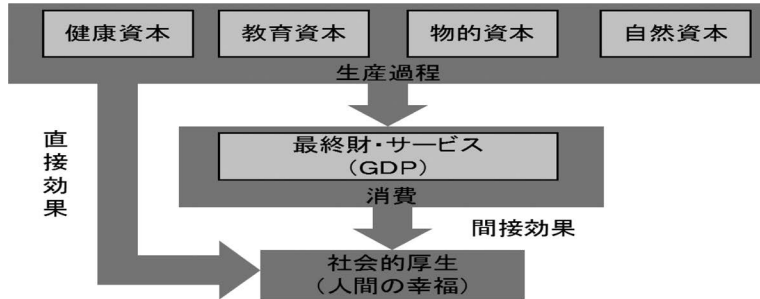 健康資本
教育資本
物的資本
自然資本
生産過程
直接効果
最終財・サービス
(GDP)
消費
間接効果
社会的厚生
(人間の幸福)